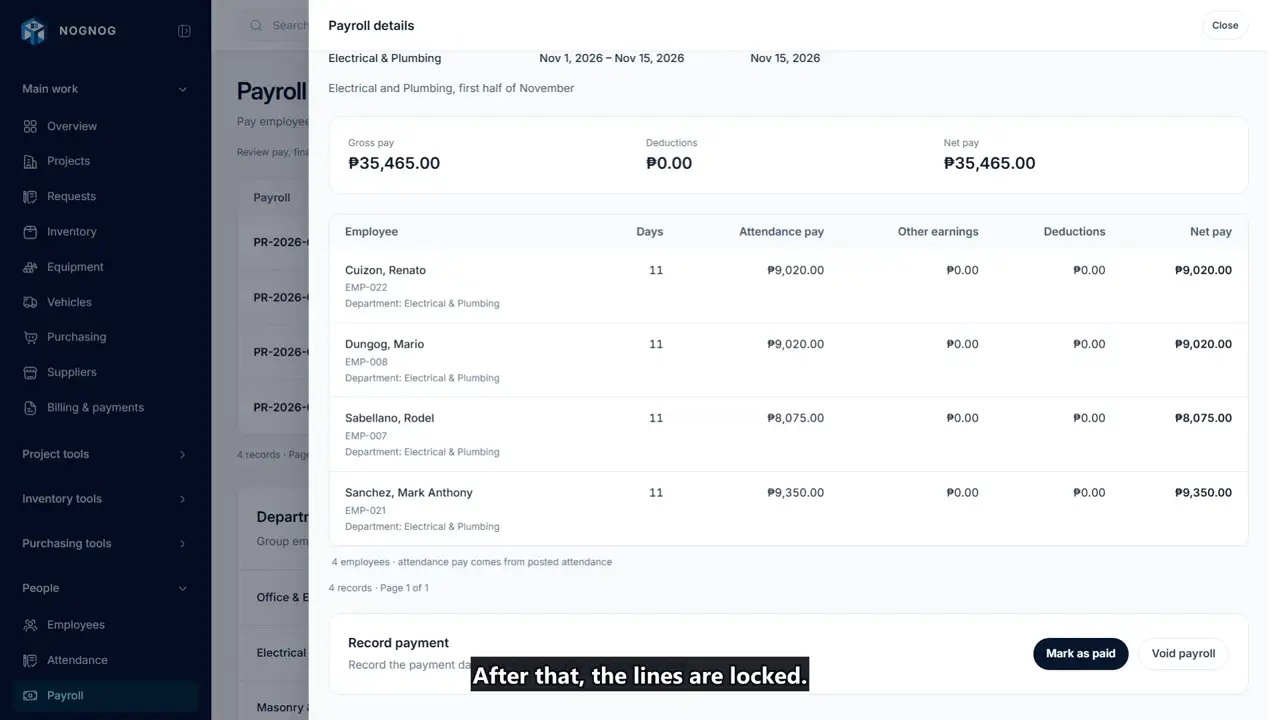 NOGNOG
Search
Main work
Overview
Projects
Requests
Inventory
Equipment
Vehicles
Purchasing
Suppliers
Billing & payments
Project tools
Inventory tools
Purchasing tools
People
Employees
Attendance
Payroll
Payroll
Pay employee
Review pay, fina
Payroll
PR-2026-
PR-2026-
PR-2026-
PR-2026-
4 records · Page
Departr
Group em
Office & E
Electrical
Masonry
Payroll details
Close
Electrical & Plumbing Nov 1, 2026 – Nov 15, 2026 Nov 15, 2026
Electrical and Plumbing, first half of November
Gross pay Deductions Net pay
₱35,465.00 ₱0.00 ₱35,465.00
Employee Days Attendance pay Other earnings Deductions Net pay
Cuizon, Renato 11 ₱9,020.00 ₱0.00 ₱0.00 ₱9,020.00
EMP-022
Department: Electrical & Plumbing
Dungog, Mario 11 ₱9,020.00 ₱0.00 ₱0.00 ₱9,020.00
EMP-008
Department: Electrical & Plumbing
Sabellano, Rodel 11 ₱8,075.00 ₱0.00 ₱0.00 ₱8,075.00
EMP-007
Department: Electrical & Plumbing
Sanchez, Mark Anthony 11 ₱9,350.00 ₱0.00 ₱0.00 ₱9,350.00
EMP-021
Department: Electrical & Plumbing
4 employees · attendance pay comes from posted attendance
4 records · Page 1 of 1
Record payment
Record the payment da
Mark as paid Void payroll
After that, the lines are locked.